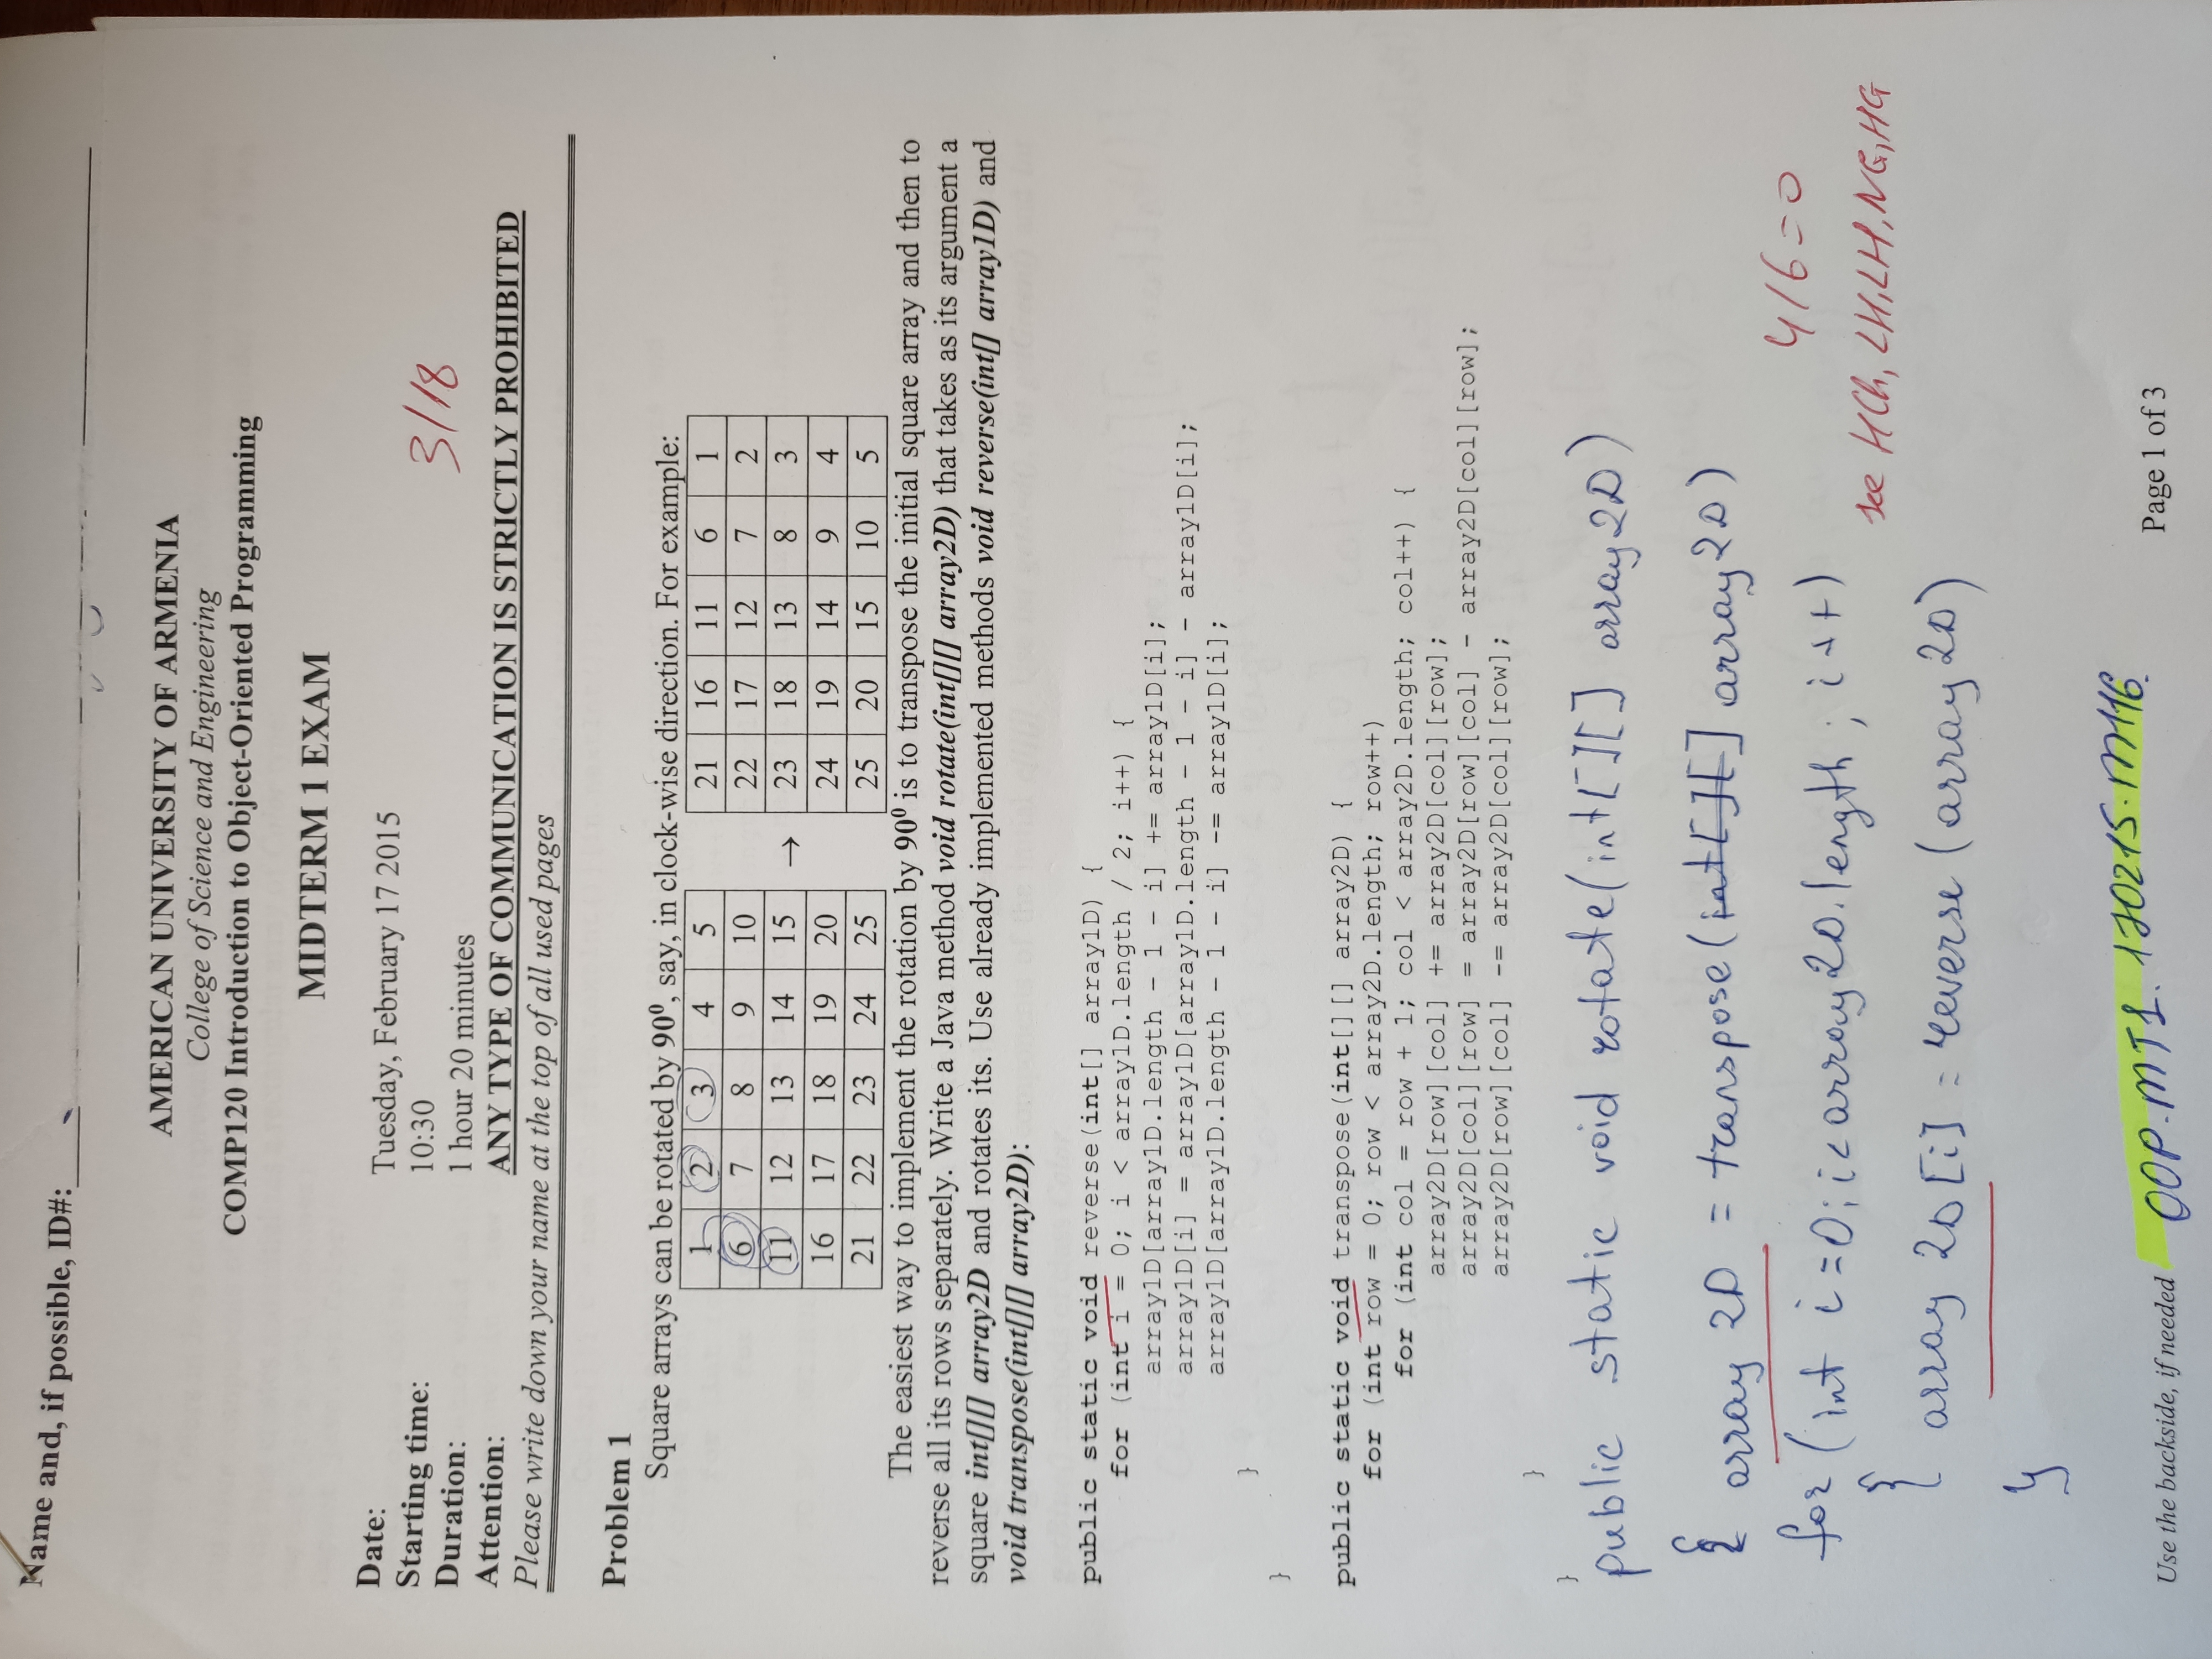 Name and, if possible, ID#:
AMERICAN UNIVERSITY OF ARMENIA
College of Science and Engineering
COMP120 Introduction to Object-Oriented Programming
MIDTERM 1 EXAM
Date: Tuesday, February 17 2015
Starting time: 10:30
Duration: 1 hour 20 minutes
3/18
Attention: ANY TYPE OF COMMUNICATION IS STRICTLY PROHIBITED
Please write down your name at the top of all used pages
Problem 1
Square arrays can be rotated by 90⁰, say, in clock-wise direction. For example:
1 2 3 4 5 21 16 11 6 1
6 7 8 9 10 22 17 12 7 2
11 12 13 14 15 → 23 18 13 8 3
16 17 18 19 20 24 19 14 9 4
21 22 23 24 25 25 20 15 10 5
The easiest way to implement the rotation by 90⁰ is to transpose the initial square array and then to
reverse all its rows separately. Write a Java method void rotate(int[][] array2D) that takes as its argument a
square int[][] array2D and rotates its. Use already implemented methods void reverse(int[] array1D) and
void transpose(int[][] array2D):
public static void reverse(int[] array1D) {
for (int i = 0; i < array1D.length / 2; i++) {
array1D[array1D.length - 1 - i] += array1D[i];
array1D[i] = array1D[array1D.length - 1 - i] - array1D[i];
array1D[array1D.length - 1 - i] -= array1D[i];
}
}
public static void transpose(int[][] array2D) {
for (int row = 0; row < array2D.length; row++)
for (int col = row + 1; col < array2D.length; col++) {
array2D[row][col] += array2D[col][row];
array2D[col][row] = array2D[row][col] - array2D[col][row];
array2D[row][col] -= array2D[col][row];
}
}
public static void rotate(int[][] array2D)
{ array 2D = transpose(int[][] array2D)
for (int i=0; i<array2D.length; i++)
4/6=0
see HCh, LH, LH, NG, HG
{ array 2D[i] = reverse (array2D)
}
OOP.MT1.170215.M116.
Use the backside, if needed
Page 1 of 3